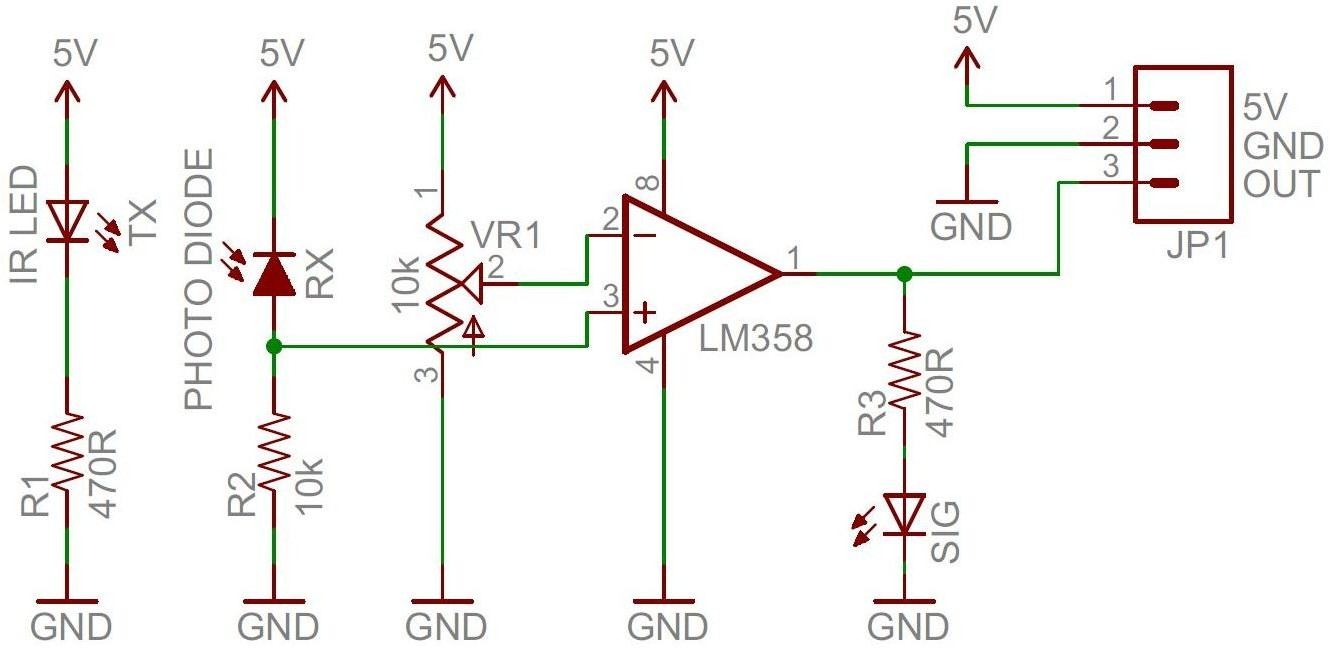 5V
IR LED
TX
R1
470R
GND
5V
PHOTO DIODE
RX
R2
10k
GND
5V
1
10k
VR1
2
3
GND
5V
8
2
3
4
1
LM358
GND
R3
470R
SIG
GND
5V
GND
1
2
3
5V
GND
OUT
JP1